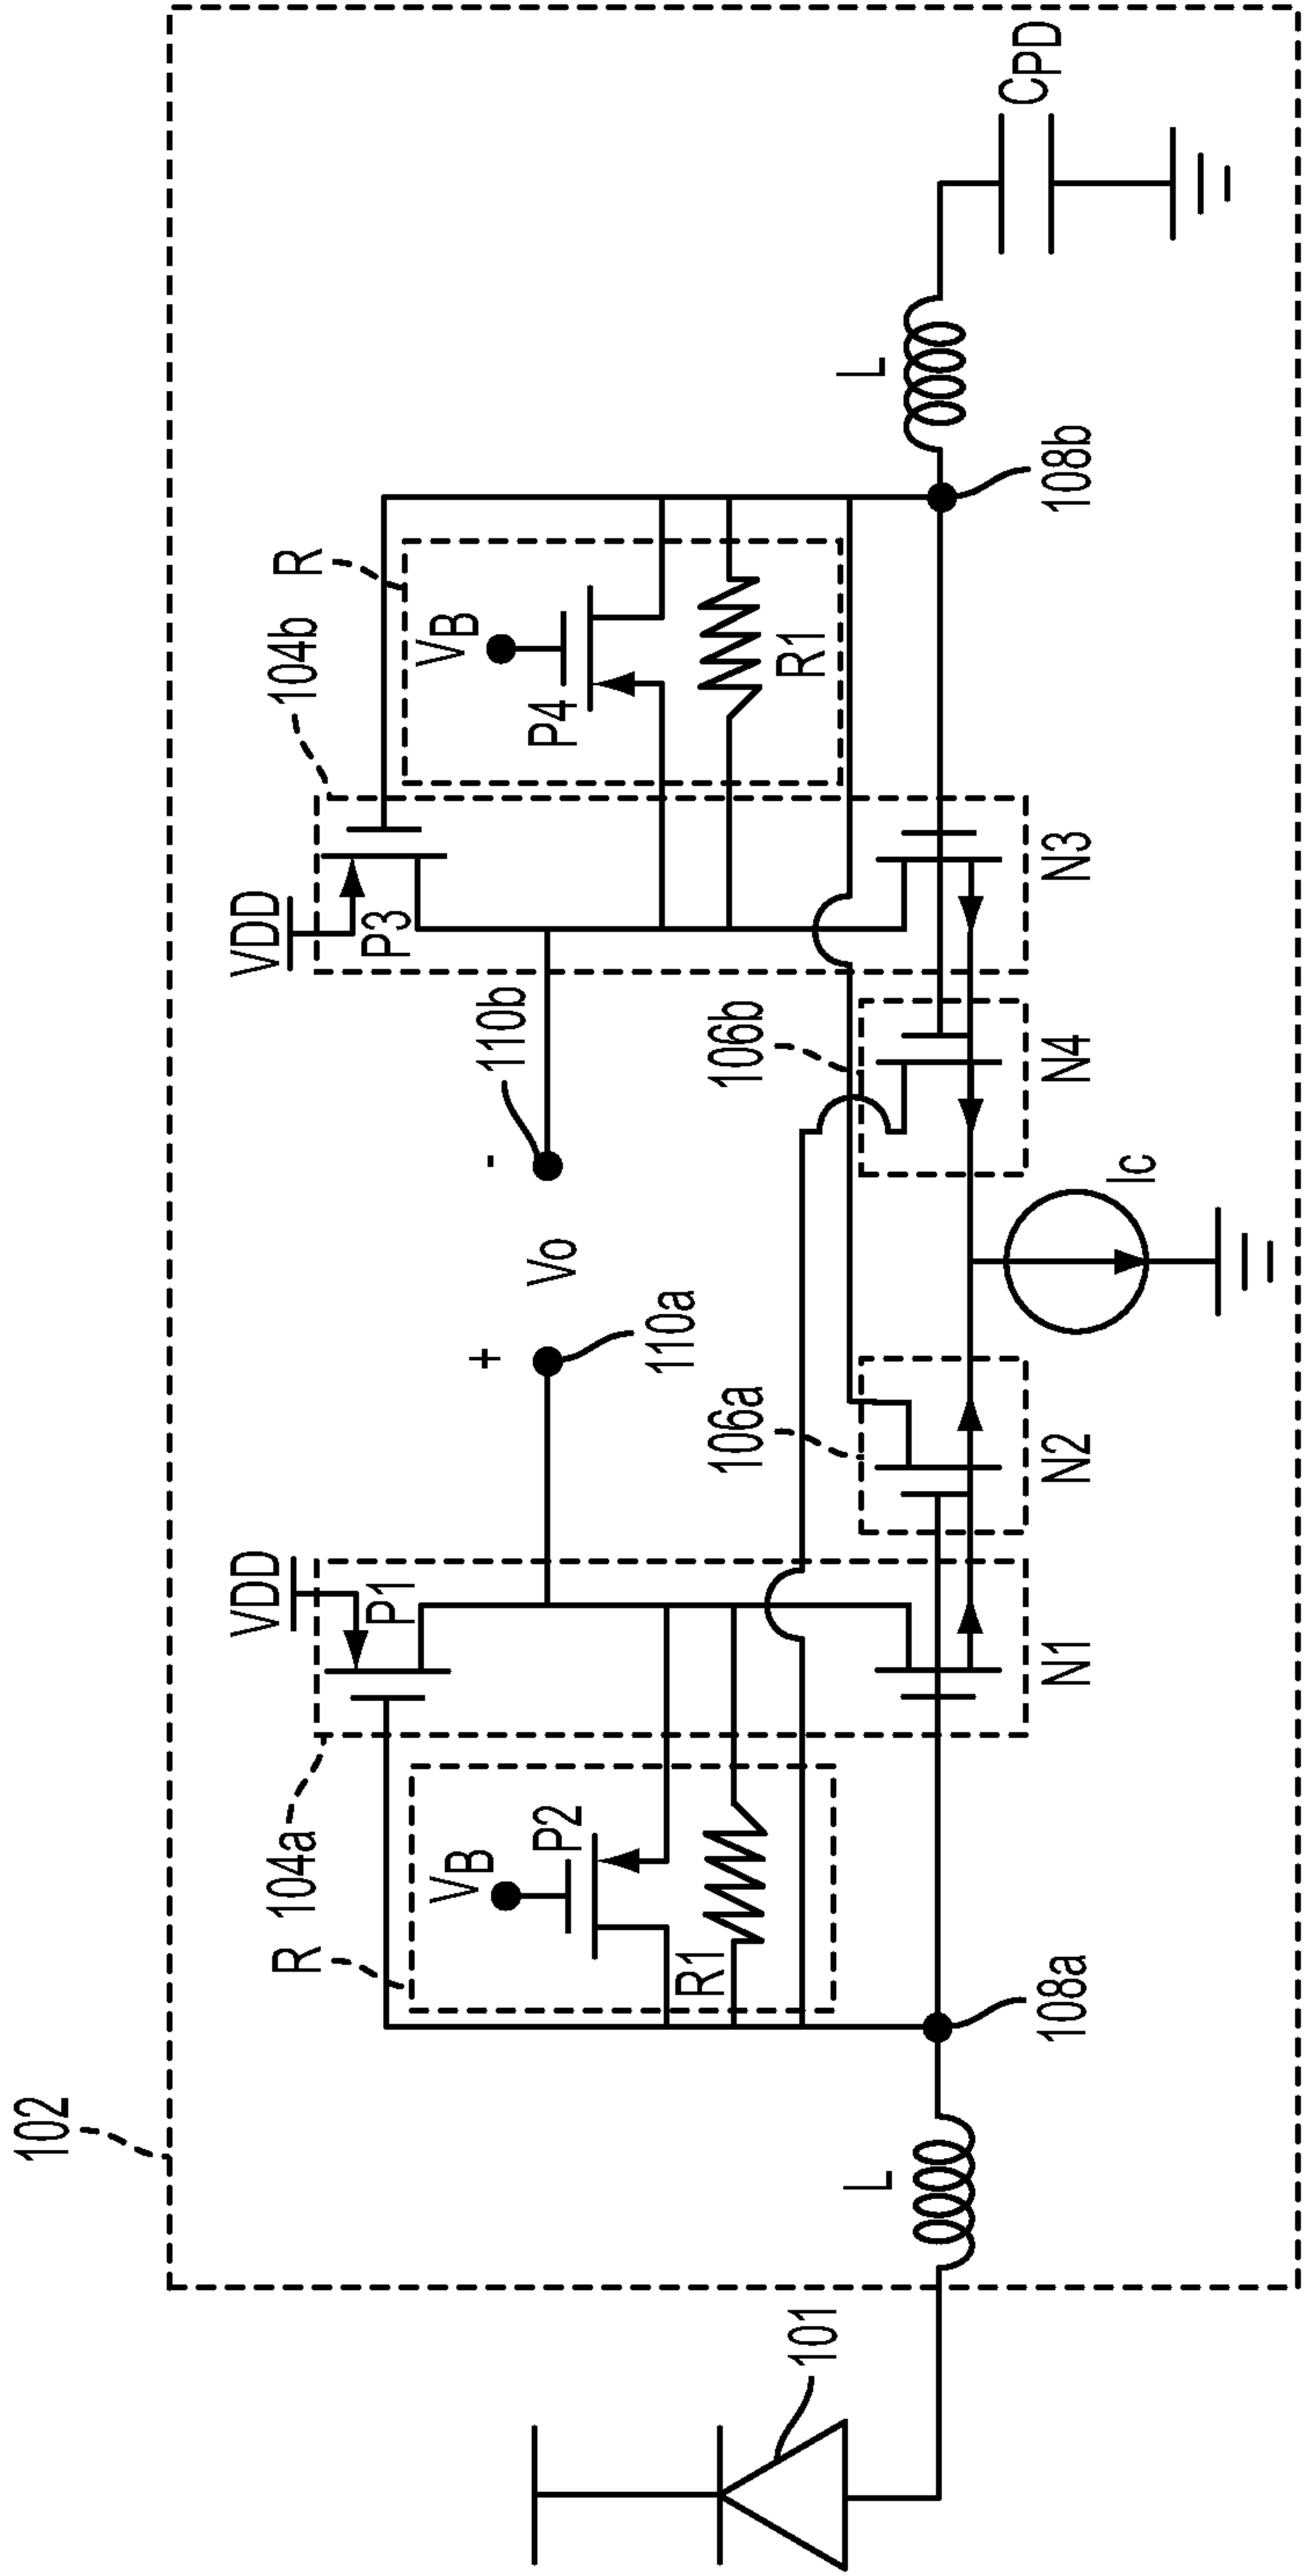 102
101
L
108a
R
104a
VDD
P1
VB
P2
R1
N1
106a
N2
+
110a
Vo
-
110b
Ic
106b
N4
VDD
P3
104b
R
VB
P4
R1
N3
108b
L
CPD